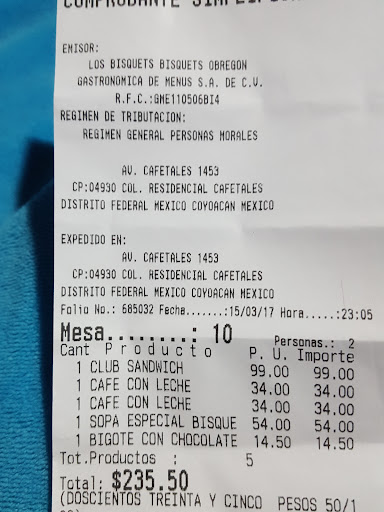 COMPROBANTE SIMPLIFICADO
EMISOR:
LOS BISQUETS BISQUETS OBREGON
GASTRONOMICA DE MENUS S.A. DE C.V.
R.F.C.:GME110506BI4
REGIMEN DE TRIBUTACION:
REGIMEN GENERAL PERSONAS MORALES
AV. CAFETALES 1453
CP:04930 COL. RESIDENCIAL CAFETALES
DISTRITO FEDERAL MEXICO COYOACAN MEXICO
EXPEDIDO EN:
AV. CAFETALES 1453
CP:04930 COL. RESIDENCIAL CAFETALES
DISTRITO FEDERAL MEXICO COYOACAN MEXICO
Folio No.: 685032 Fecha.......:15/03/17 Hora.....:23:05
Mesa........: 10 Personas.: 2
Cant Producto P. U. Importe
1 CLUB SANDWICH 99.00 99.00
1 CAFE CON LECHE 34.00 34.00
1 CAFE CON LECHE 34.00 34.00
1 SOPA ESPECIAL BISQUE 54.00 54.00
1 BIGOTE CON CHOCOLATE 14.50 14.50
Tot.Productos : 5
Total: $235.50
(DOSCIENTOS TREINTA Y CINCO PESOS 50/1